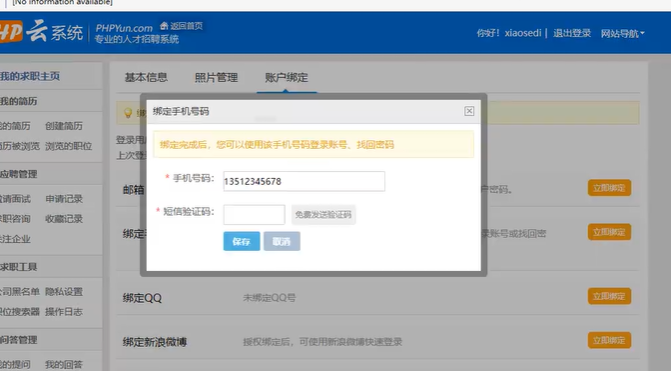 [No information available]
HP 云系统 PHPYun.com 返回首页
专业的人才招聘系统
你好！xiaosedi | 退出登录 网站导航
我的求职主页
我的简历
我的简历 创建简历
简历被浏览 浏览的职位
应聘管理
邀请面试 申请记录
求职咨询 收藏记录
关注企业
求职工具
公司黑名单 隐私设置
职位搜索器 操作日志
问答管理
我的提问 我的回答
基本信息 照片管理 账户绑定
登录用
上次登
绑定手机号码
绑定完成后，您可以使用该手机号码登录账号、找回密码
* 手机号码： 13512345678
* 短信验证码： 免费发送验证码
保存 取消
邮箱 户密码。 立即绑定
绑定 录账号或找回密 立即绑定
绑定QQ 未绑定QQ号 立即绑定
绑定新浪微博 授权绑定后，可使用新浪微博快速登录 立即绑定